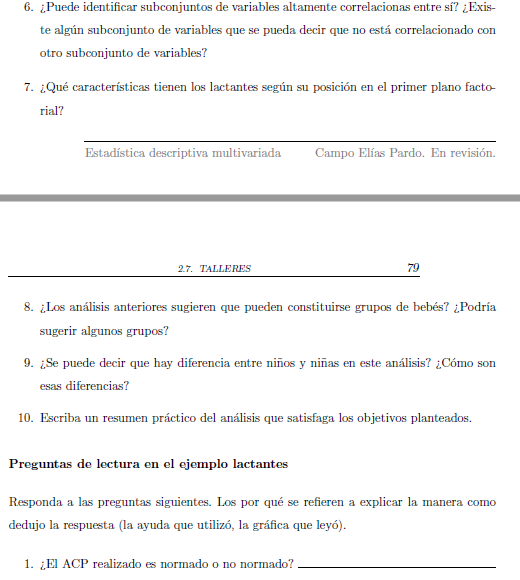 6. ¿Puede identificar subconjuntos de variables altamente correlacionas entre sí? ¿Exis-
te algún subconjunto de variables que se pueda decir que no está correlacionado con
otro subconjunto de variables?
7. ¿Qué características tienen los lactantes según su posición en el primer plano facto-
rial?
Estadística descriptiva multivariada Campo Elías Pardo. En revisión.
2.7. TALLERES 79
8. ¿Los análisis anteriores sugieren que pueden constituirse grupos de bebés? ¿Podría
sugerir algunos grupos?
9. ¿Se puede decir que hay diferencia entre niños y niñas en este análisis? ¿Cómo son
esas diferencias?
10. Escriba un resumen práctico del análisis que satisfaga los objetivos planteados.
Preguntas de lectura en el ejemplo lactantes
Responda a las preguntas siguientes. Los por qué se refieren a explicar la manera como
dedujo la respuesta (la ayuda que utilizó, la gráfica que leyó).
1. ¿El ACP realizado es normado o no normado?